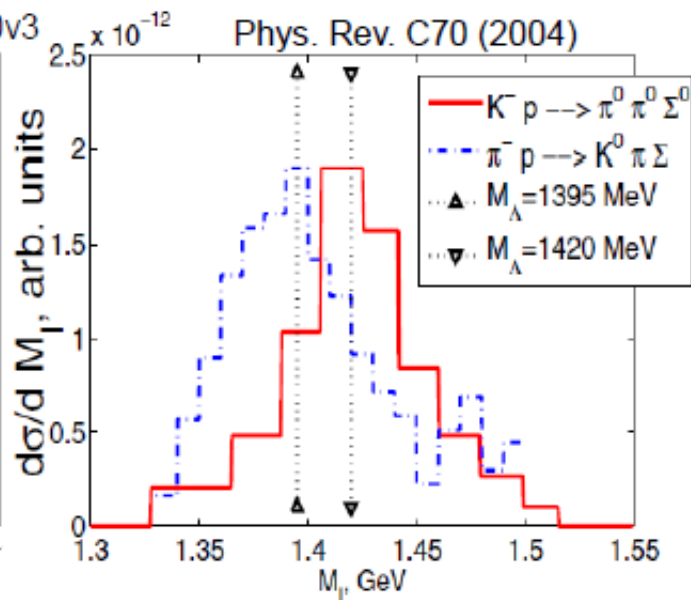 0v3
Phys. Rev. C70 (2004)
x 10⁻¹²
2.5
2
1.5
1
0.5
0
dσ/d M_I, arb. units
K⁻ p --> π⁰ π⁰ Σ⁰
π⁻ p --> K⁰ π Σ
M_Λ=1395 MeV
M_Λ=1420 MeV
1.3 1.35 1.4 1.45 1.5 1.55
M_I, GeV